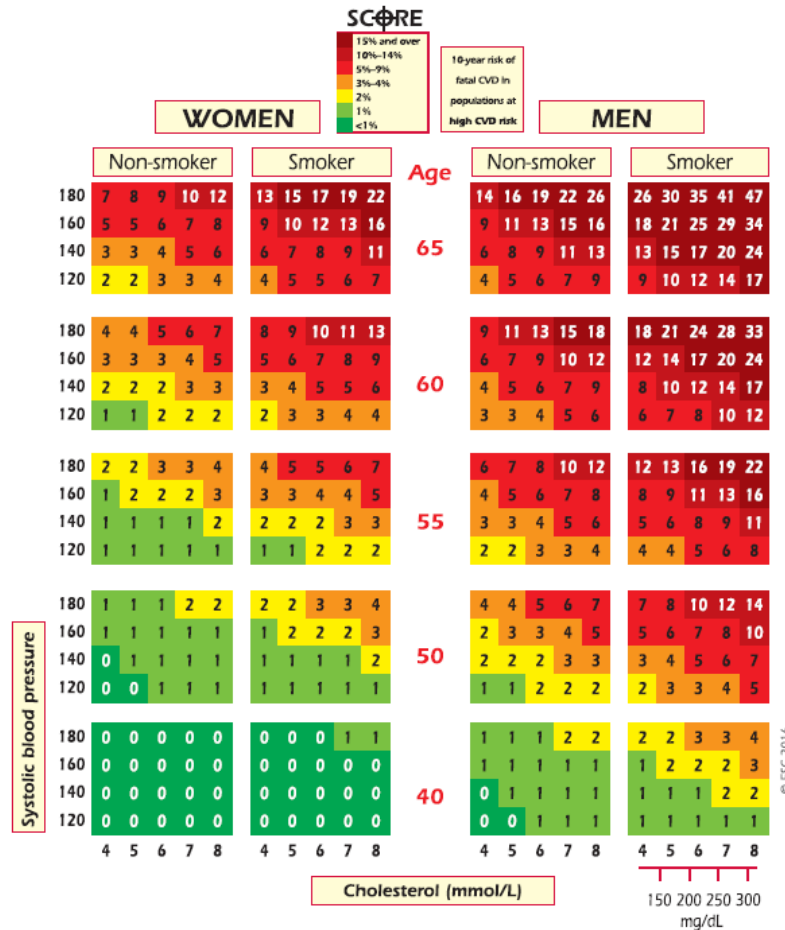 SCORE
15% and over
10%–14%
5%–9%
3%–4%
2%
1%
<1%
10-year risk of
fatal CVD in
populations at
high CVD risk
WOMEN
MEN
Non-smoker Smoker Age Non-smoker Smoker
180 7 8 9 10 12 13 15 17 19 22 14 16 19 22 26 26 30 35 41 47
160 5 5 6 7 8 9 10 12 13 16 9 11 13 15 16 18 21 25 29 34
65
140 3 3 4 5 6 6 7 8 9 11 6 8 9 11 13 13 15 17 20 24
120 2 2 3 3 4 4 5 5 6 7 4 5 6 7 9 9 10 12 14 17
180 4 4 5 6 7 8 9 10 11 13 9 11 13 15 18 18 21 24 28 33
160 3 3 3 4 5 5 6 7 8 9 6 7 9 10 12 12 14 17 20 24
60
140 2 2 2 3 3 3 4 5 5 6 4 5 6 7 9 8 10 12 14 17
120 1 1 2 2 2 2 3 3 4 4 3 3 4 5 6 6 7 8 10 12
180 2 2 3 3 4 4 5 5 6 7 6 7 8 10 12 12 13 16 19 22
160 1 2 2 2 3 3 3 4 4 5 4 5 6 7 8 8 9 11 13 16
55
140 1 1 1 1 2 2 2 2 3 3 3 3 4 5 6 5 6 8 9 11
120 1 1 1 1 1 1 1 2 2 2 2 2 3 3 4 4 4 5 6 8
180 1 1 1 2 2 2 2 3 3 4 4 4 5 6 7 7 8 10 12 14
160 1 1 1 1 1 1 2 2 2 3 2 3 3 4 5 5 6 7 8 10
50
140 0 1 1 1 1 1 1 1 1 2 2 2 2 3 3 3 4 5 6 7
120 0 0 1 1 1 1 1 1 1 1 1 1 2 2 2 2 3 3 4 5
180 0 0 0 0 0 0 0 0 1 1 1 1 1 2 2 2 2 3 3 4
160 0 0 0 0 0 0 0 0 0 0 1 1 1 1 1 1 2 2 2 3
40
140 0 0 0 0 0 0 0 0 0 0 0 1 1 1 1 1 1 1 2 2
120 0 0 0 0 0 0 0 0 0 0 0 0 1 1 1 1 1 1 1 1
4 5 6 7 8 4 5 6 7 8 4 5 6 7 8 4 5 6 7 8
Systolic blood pressure
Cholesterol (mmol/L)
150 200 250 300
mg/dL